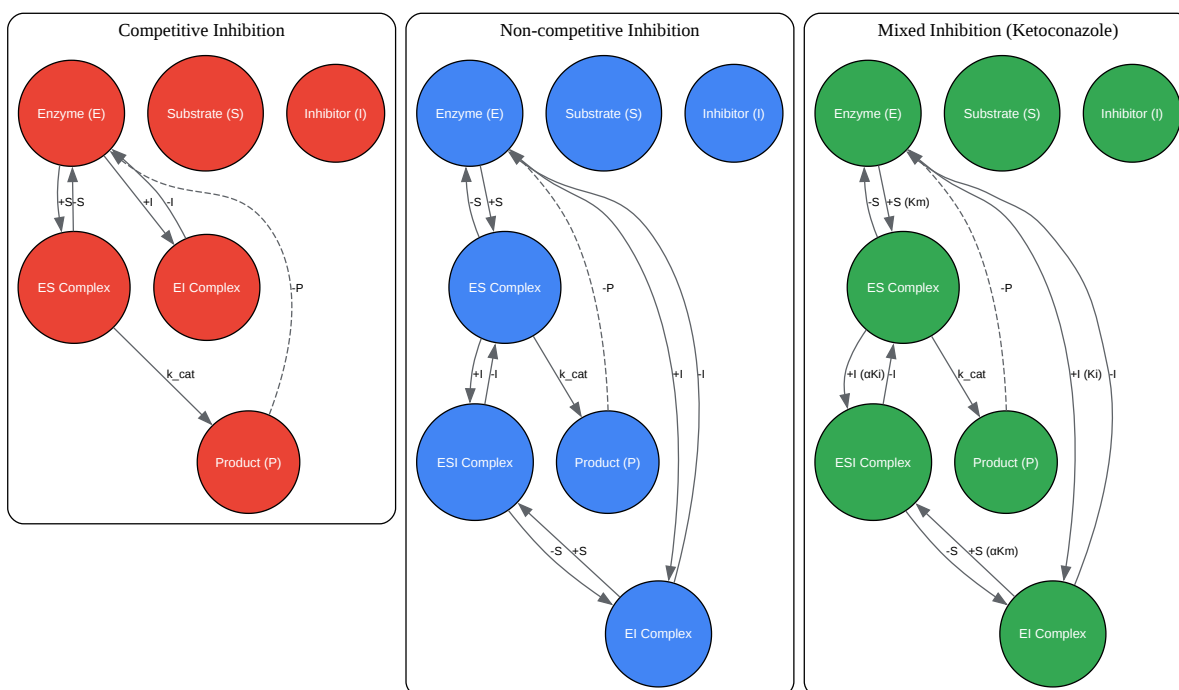 Competitive Inhibition
Enzyme (E)
Substrate (S)
Inhibitor (I)
+S
-S
+I
-I
ES Complex
EI Complex
-P
k_cat
Product (P)
Non-competitive Inhibition
Enzyme (E)
Substrate (S)
Inhibitor (I)
-S
+S
ES Complex
-P
+I
-I
k_cat
+I
-I
ESI Complex
Product (P)
-S
+S
EI Complex
Mixed Inhibition (Ketoconazole)
Enzyme (E)
Substrate (S)
Inhibitor (I)
-S
+S (Km)
ES Complex
-P
+I (αKi)
-I
k_cat
+I (Ki)
-I
ESI Complex
Product (P)
-S
+S (αKm)
EI Complex